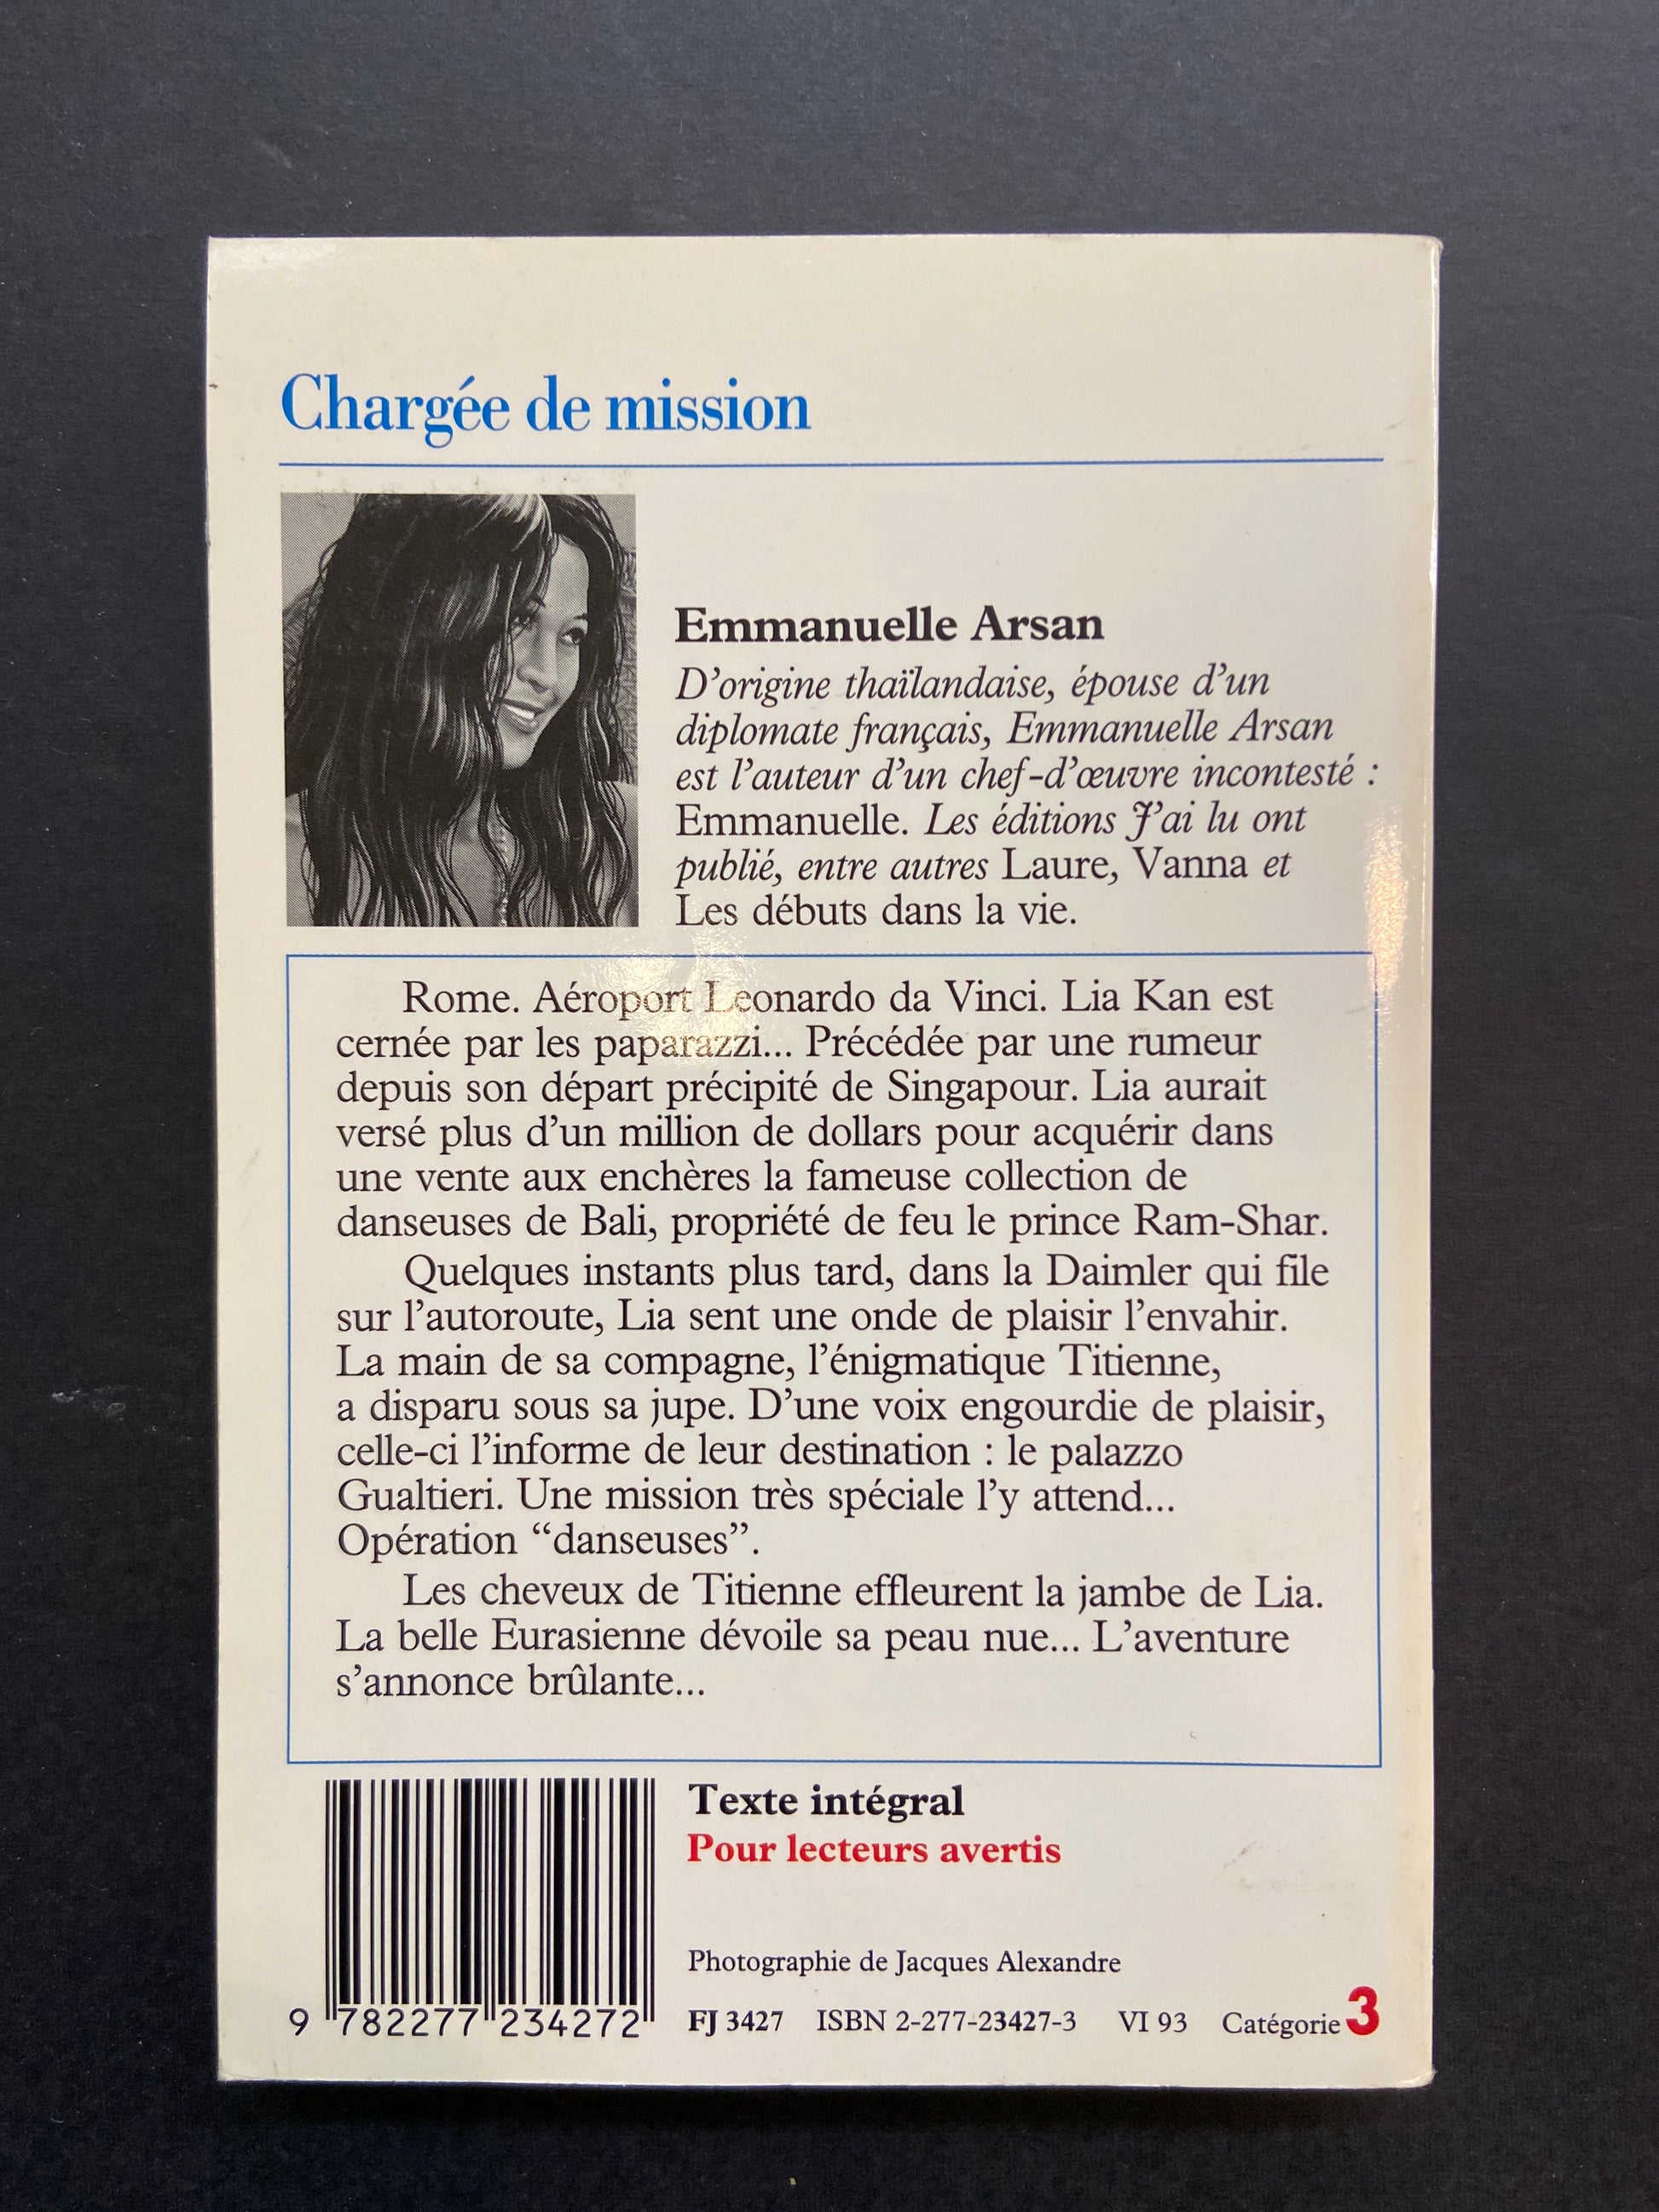 Chargée de mission
Emmanuelle Arsan
D’origine thaïlandaise, épouse d’un
diplomate français, Emmanuelle Arsan
est l’auteur d’un chef-d’œuvre incontesté :
Emmanuelle. Les éditions J’ai lu ont
publié, entre autres Laure, Vanna et
Les débuts dans la vie.
Rome. Aéroport Leonardo da Vinci. Lia Kan est
cernée par les paparazzi... Précédée par une rumeur
depuis son départ précipité de Singapour. Lia aurait
versé plus d’un million de dollars pour acquérir dans
une vente aux enchères la fameuse collection de
danseuses de Bali, propriété de feu le prince Ram-Shar.
Quelques instants plus tard, dans la Daimler qui file
sur l’autoroute, Lia sent une onde de plaisir l’envahir.
La main de sa compagne, l’énigmatique Titienne,
a disparu sous sa jupe. D’une voix engourdie de plaisir,
celle-ci l’informe de leur destination : le palazzo
Gualtieri. Une mission très spéciale l’y attend...
Opération “danseuses”.
Les cheveux de Titienne effleurent la jambe de Lia.
La belle Eurasienne dévoile sa peau nue... L’aventure
s’annonce brûlante...
Texte intégral
Pour lecteurs avertis
Photographie de Jacques Alexandre
9 782277 234272
FJ 3427 ISBN 2-277-23427-3 VI 93 Catégorie 3